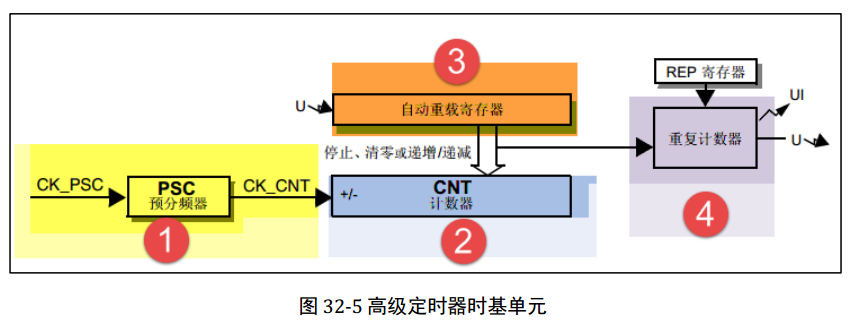 3
REP 寄存器
U
自动重载寄存器
UI
重复计数器
U
停止、清零或递增/递减
CK_PSC
PSC
预分频器
CK_CNT
+/-
CNT
计数器
1
2
4
图 32-5 高级定时器时基单元